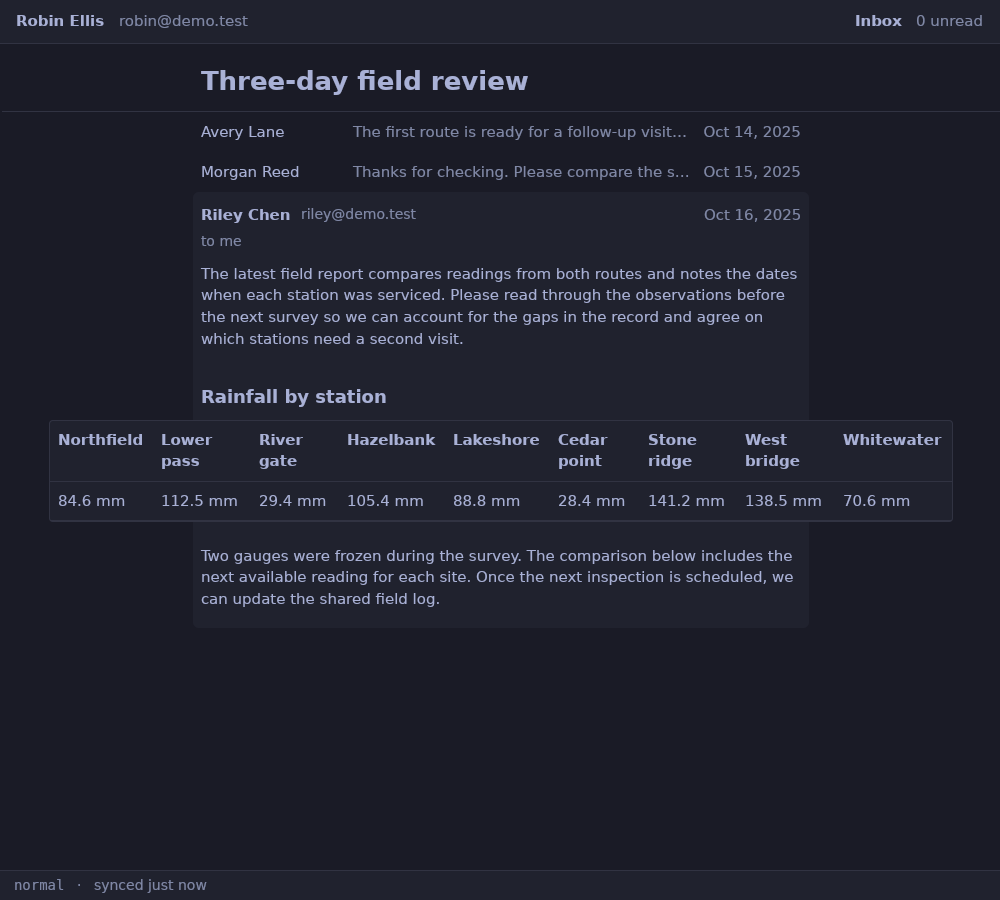 Robin Ellis robin@demo.test Inbox 0 unread
Three-day field review
Avery Lane The first route is ready for a follow-up visit... Oct 14, 2025
Morgan Reed Thanks for checking. Please compare the s... Oct 15, 2025
Riley Chen riley@demo.test Oct 16, 2025
to me
The latest field report compares readings from both routes and notes the dates
when each station was serviced. Please read through the observations before
the next survey so we can account for the gaps in the record and agree on
which stations need a second visit.
Rainfall by station
Northfield Lower pass River gate Hazelbank Lakeshore Cedar point Stone ridge West bridge Whitewater
84.6 mm 112.5 mm 29.4 mm 105.4 mm 88.8 mm 28.4 mm 141.2 mm 138.5 mm 70.6 mm
Two gauges were frozen during the survey. The comparison below includes the
next available reading for each site. Once the next inspection is scheduled, we
can update the shared field log.
normal · synced just now